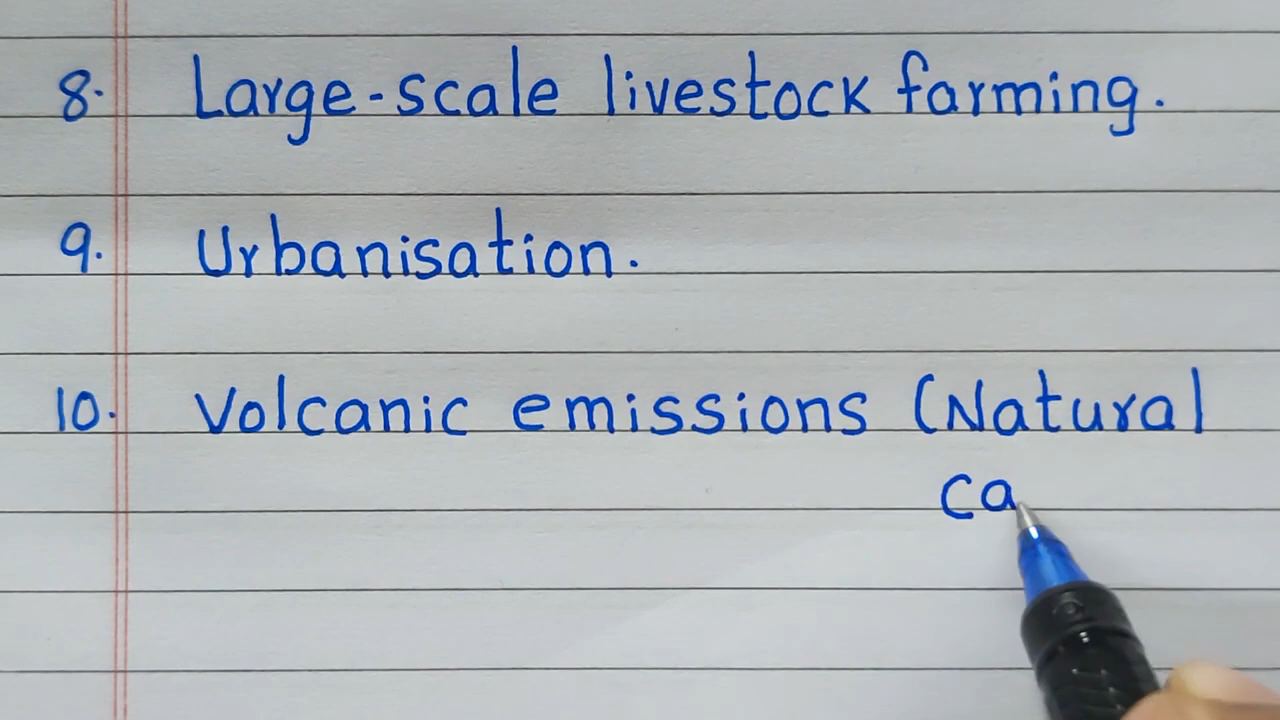 8. Large-scale livestock farming.
9. Urbanisation.
10. Volcanic emissions (Natural
ca